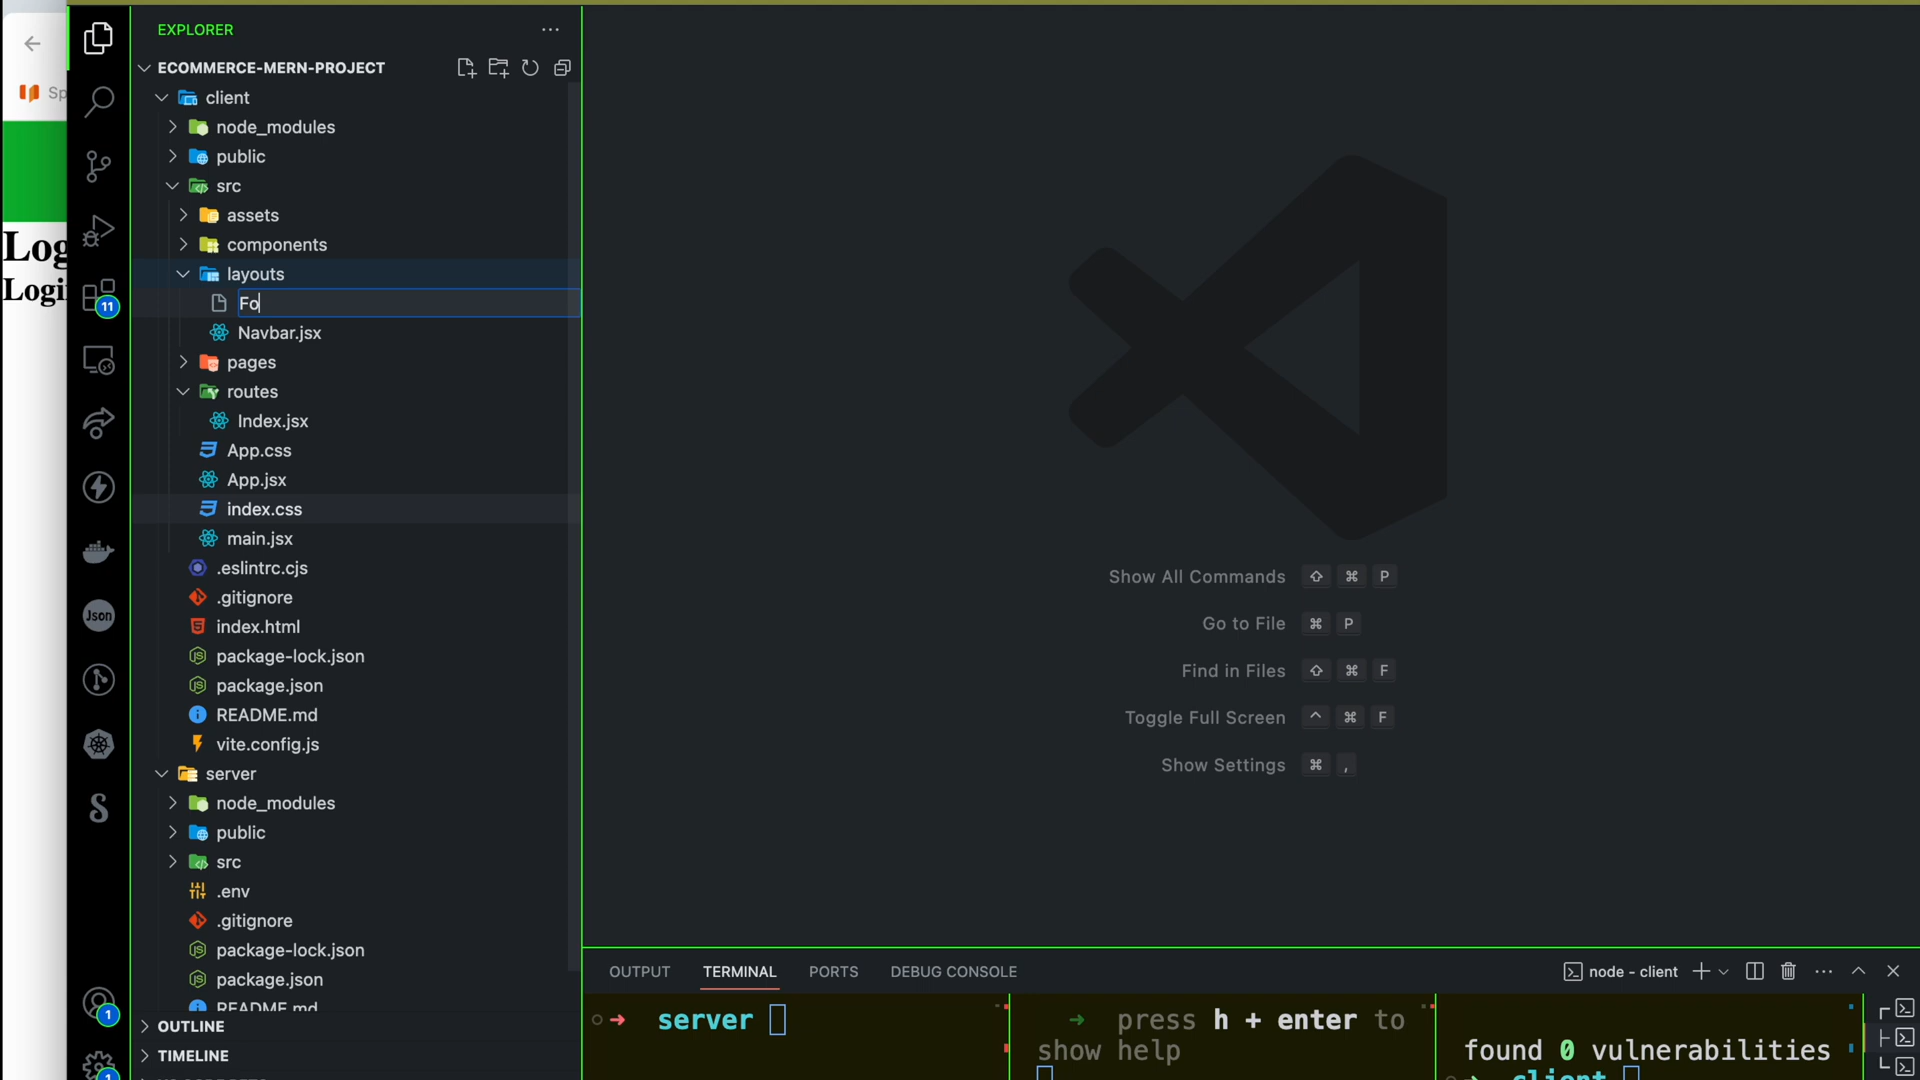 EXPLORER
ECOMMERCE-MERN-PROJECT
client
node_modules
public
src
assets
components
layouts
Fo
Navbar.jsx
pages
routes
Index.jsx
App.css
App.jsx
index.css
main.jsx
.eslintrc.cjs
.gitignore
index.html
package-lock.json
package.json
README.md
vite.config.js
server
node_modules
public
src
.env
.gitignore
package-lock.json
package.json
README.md
OUTLINE
TIMELINE
Sp
Log
Logi
11
Json
1
1
Show All Commands ⇧ ⌘ P
Go to File ⌘ P
Find in Files ⇧ ⌘ F
Toggle Full Screen ^ ⌘ F
Show Settings ⌘ ,
OUTPUT TERMINAL PORTS DEBUG CONSOLE
node - client
→ server
→ press h + enter to
show help
found 0 vulnerabilities
client